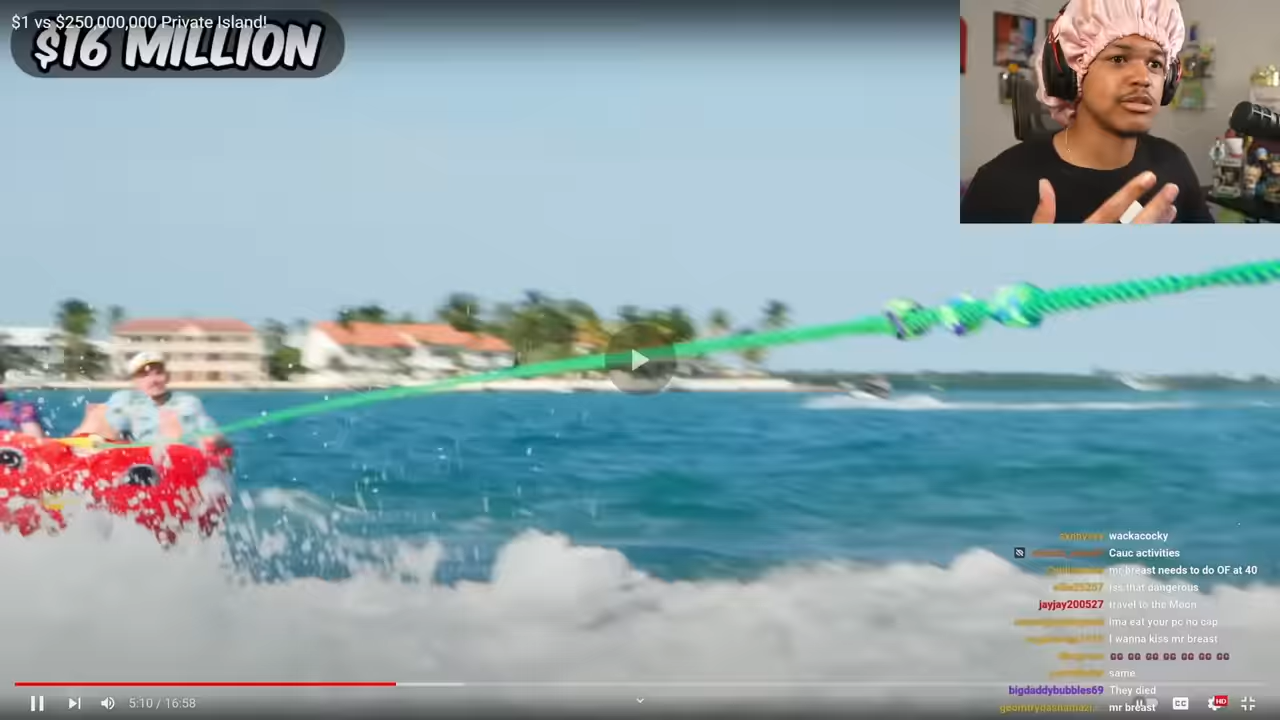 $1 vs $250,000,000 Private Island!
$16 MILLION
wackacocky
Cauc activities
mr breast needs to do OF at 40
iss that dangerous
jayjay200527 travel to the Moon
ima eat your pc no cap
I wanna kiss mr breast
same
bigdaddybubbles69 They died
mr breast
5:10 / 16:58
CC
HD